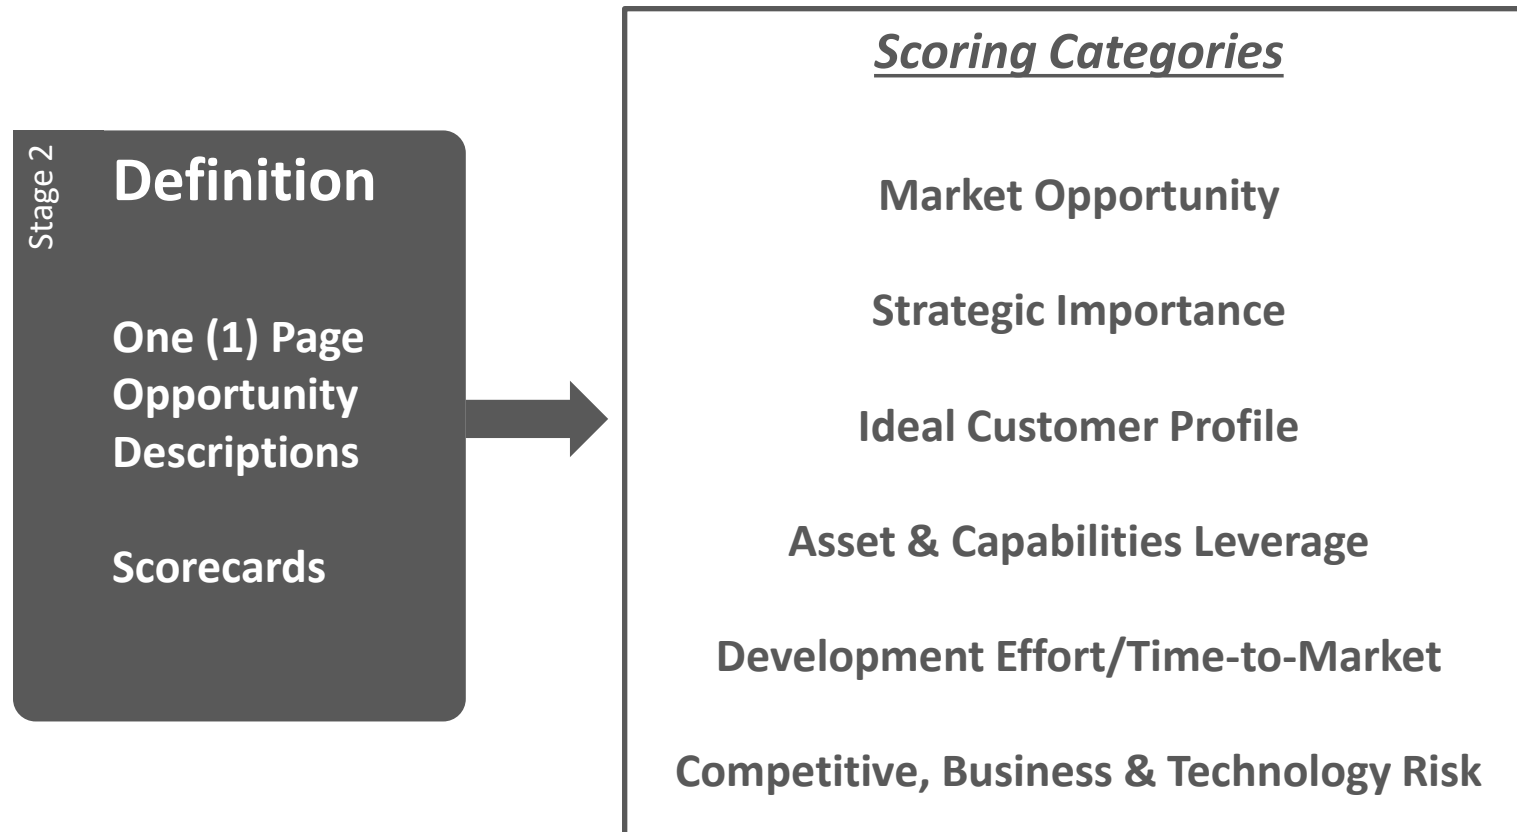 Stage 2
Definition
One (1) Page
Opportunity
Descriptions
Scorecards
Scoring Categories
Market Opportunity
Strategic Importance
Ideal Customer Profile
Asset & Capabilities Leverage
Development Effort/Time-to-Market
Competitive, Business & Technology Risk